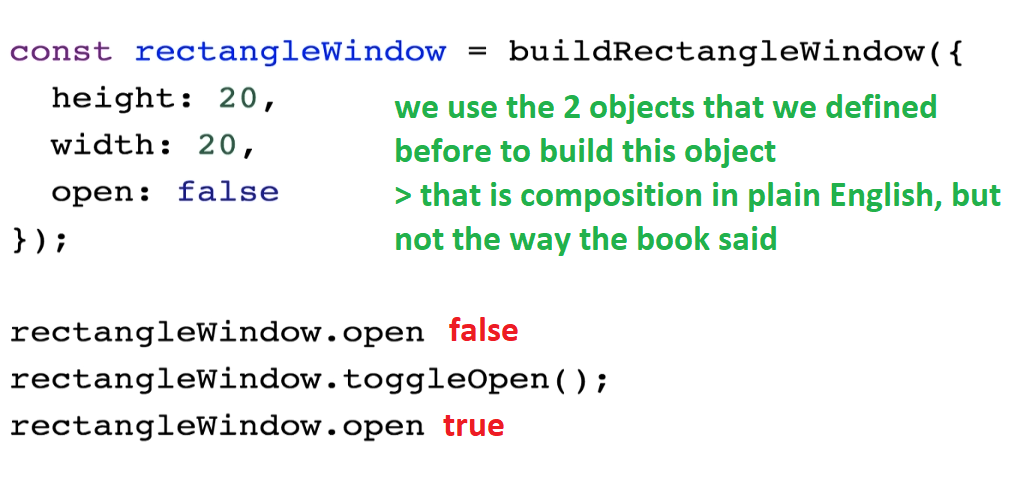 const rectangleWindow = buildRectangleWindow({
height: 20,
width: 20,
open: false
});
we use the 2 objects that we defined
before to build this object
> that is composition in plain English, but
not the way the book said
rectangleWindow.open false
rectangleWindow.toggleOpen();
rectangleWindow.open true